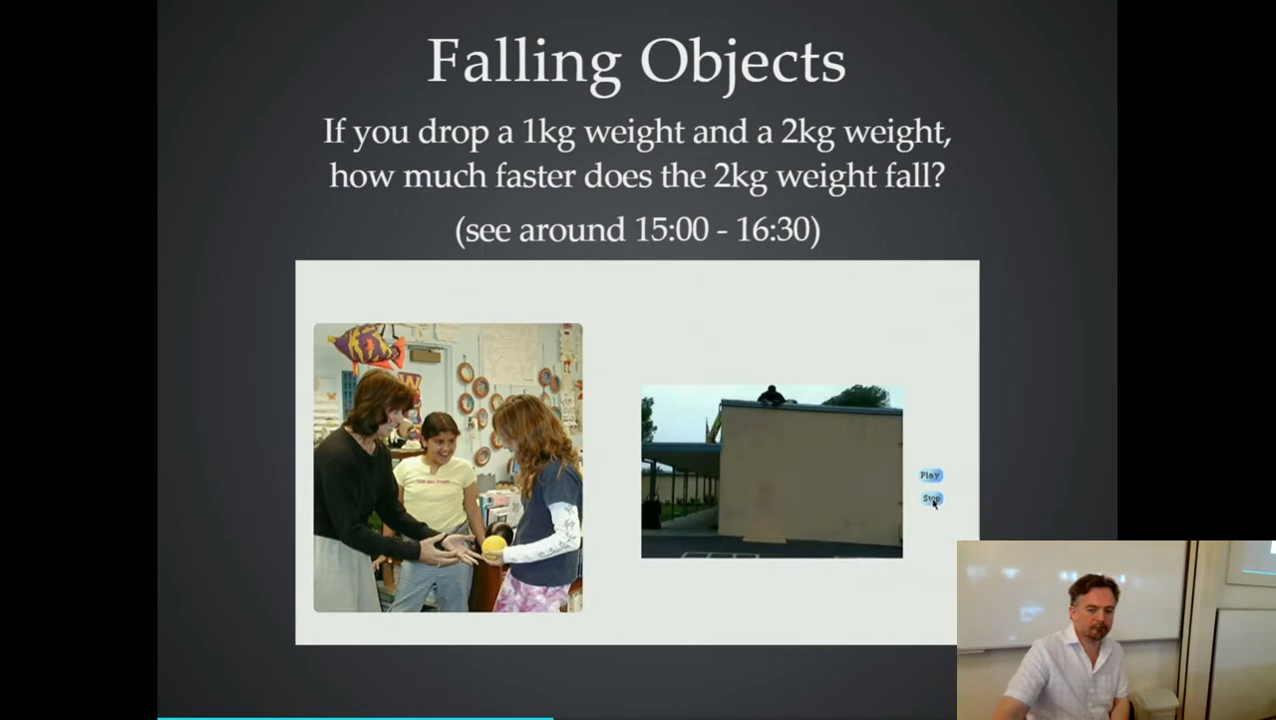 Falling Objects
If you drop a 1kg weight and a 2kg weight,
how much faster does the 2kg weight fall?
(see around 15:00 - 16:30)
Play
Stop